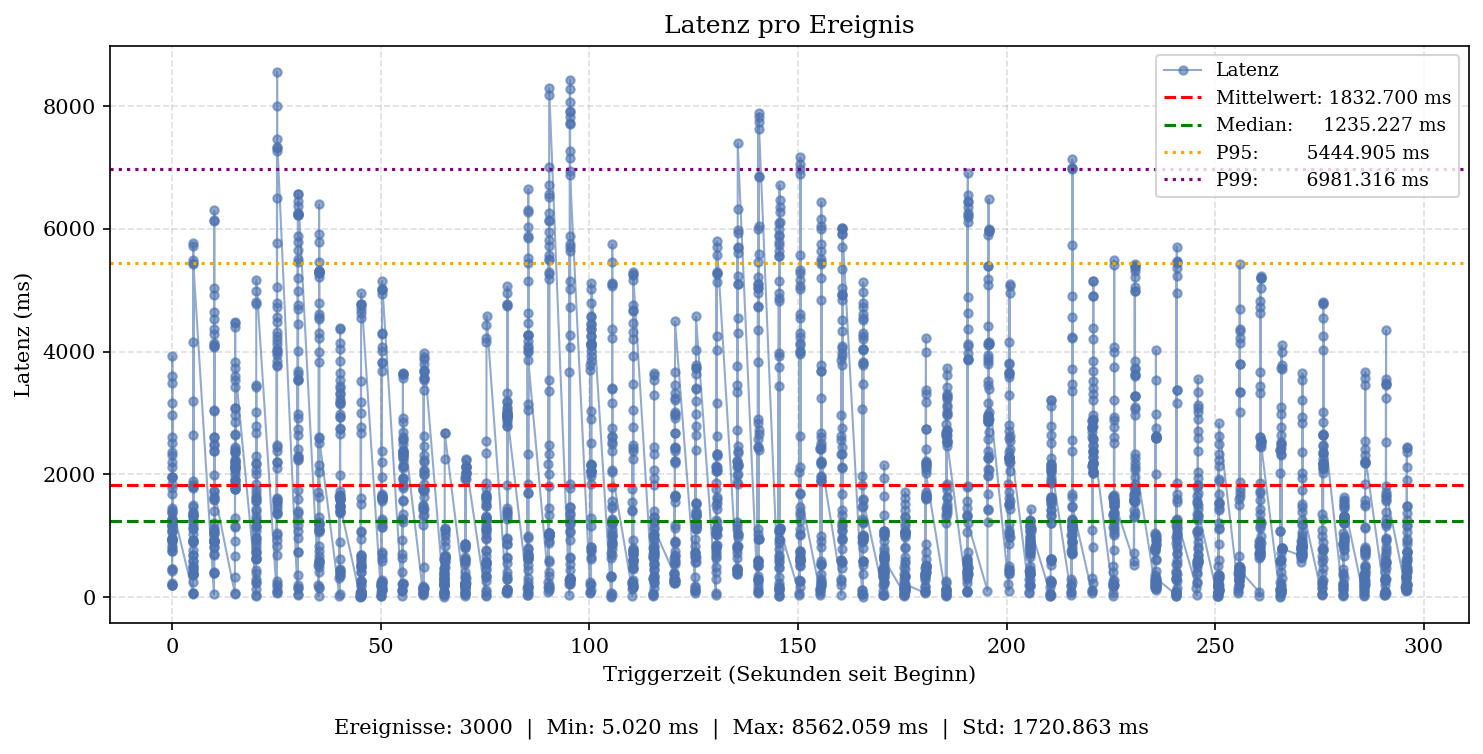 Latenz pro Ereignis
Latenz (ms)
8000
6000
4000
2000
0
Latenz
Mittelwert: 1832.700 ms
Median: 1235.227 ms
P95: 5444.905 ms
P99: 6981.316 ms
0 50 100 150 200 250 300
Triggerzeit (Sekunden seit Beginn)
Ereignisse: 3000 | Min: 5.020 ms | Max: 8562.059 ms | Std: 1720.863 ms